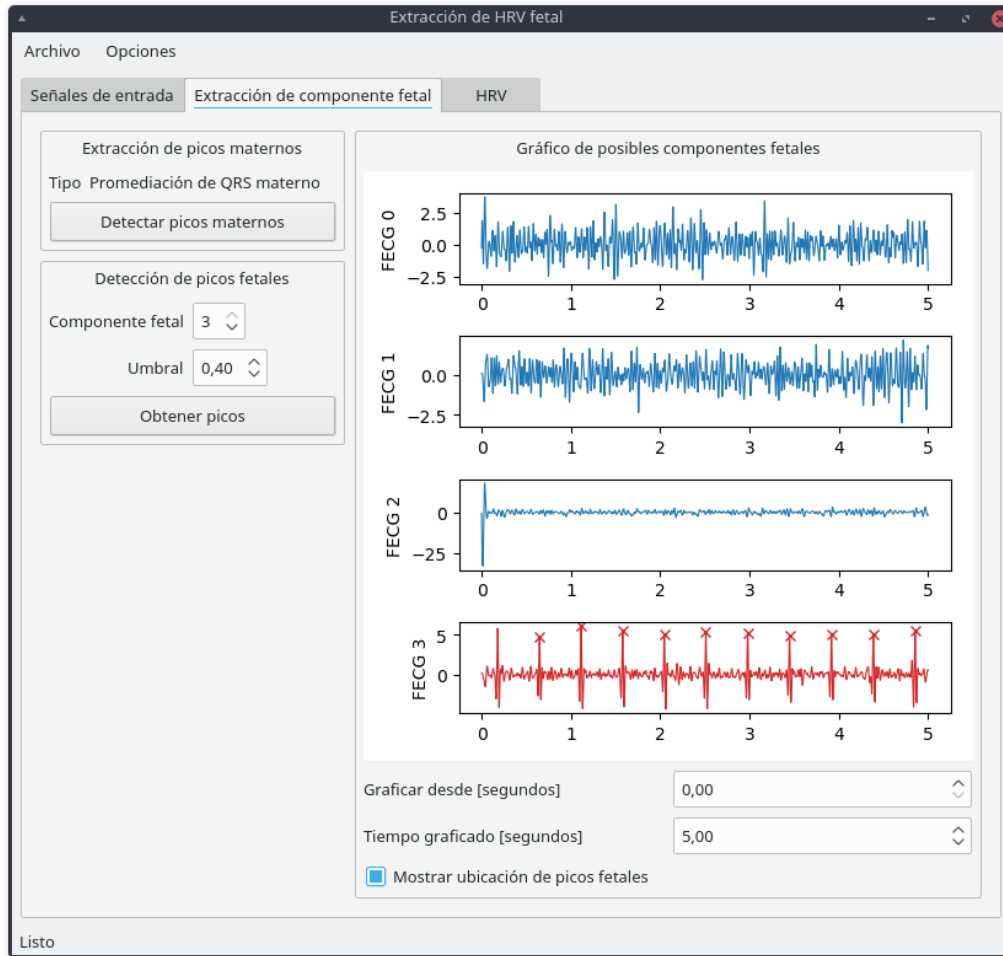 Extracción de HRV fetal
Archivo Opciones
Señales de entrada Extracción de componente fetal HRV
Extracción de picos maternos
Tipo Promediación de QRS materno
Detectar picos maternos
Detección de picos fetales
Componente fetal 3
Umbral 0,40
Obtener picos
Gráfico de posibles componentes fetales
FECG 0
2.5
0.0
−2.5
0 1 2 3 4 5
FECG 1
0.0
−2.5
0 1 2 3 4 5
FECG 2
0
−25
0 1 2 3 4 5
FECG 3
5
0
0 1 2 3 4 5
Graficar desde [segundos] 0,00
Tiempo graficado [segundos] 5,00
Mostrar ubicación de picos fetales
Listo